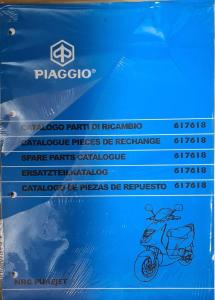 PIAGGIO®
CATALOGO PARTI DI RICAMBIO 617618
CATALOGUE PIECES DE RECHANGE 617618
SPARE PARTS CATALOGUE 617618
ERSATZTEILKATALOG 617618
CATALOGO DE PIEZAS DE REPUESTO 617618
NRG PUREJET